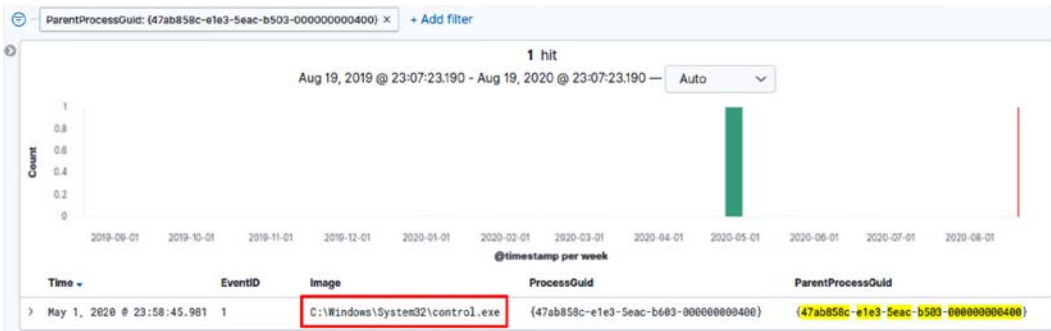 ParentProcessGuid: {47ab858c-e1e3-5eac-b503-000000000400} × + Add filter
1 hit
Aug 19, 2019 @ 23:07:23.190 - Aug 19, 2020 @ 23:07:23.190 — Auto
Count
1
0.8
0.6
0.4
0.2
0
2019-09-01 2019-10-01 2019-11-01 2019-12-01 2020-01-01 2020-02-01 2020-03-01 2020-04-01 2020-05-01 2020-06-01 2020-07-01 2020-08-01
@timestamp per week
Time EventID Image ProcessGuid ParentProcessGuid
May 1, 2020 @ 23:58:45.981 1 C:\Windows\System32\control.exe {47ab858c-e1e3-5eac-b603-000000000400} {47ab858c-e1e3-5eac-b503-000000000400}